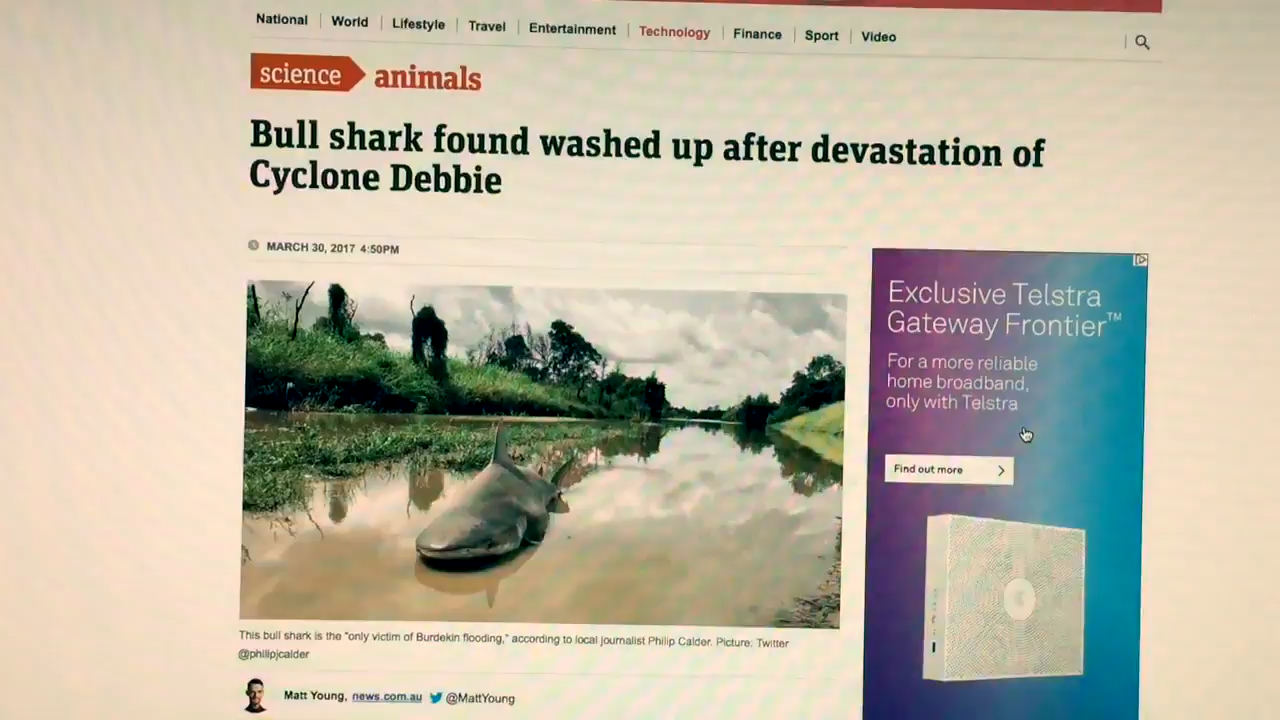 National World Lifestyle Travel Entertainment Technology Finance Sport Video
science animals
Bull shark found washed up after devastation of
Cyclone Debbie
MARCH 30, 2017 4:50PM
This bull shark is the "only victim of Burdekin flooding," according to local journalist Philip Calder. Picture: Twitter
@philipjcalder
Matt Young, news.com.au @MattYoung
Exclusive Telstra
Gateway Frontier™
For a more reliable
home broadband,
only with Telstra
Find out more